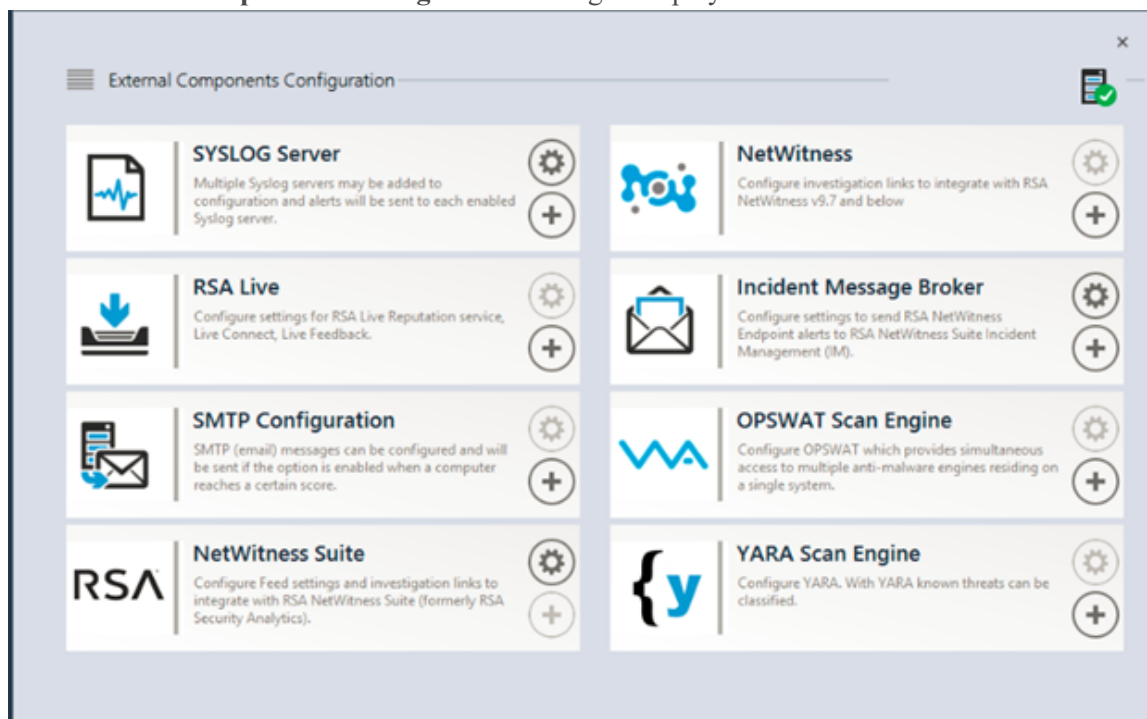 External Components Configuration
SYSLOG Server
Multiple Syslog servers may be added to
configuration and alerts will be sent to each enabled
Syslog server.
NetWitness
Configure investigation links to integrate with RSA
NetWitness v9.7 and below
RSA Live
Configure settings for RSA Live Reputation service,
Live Connect, Live Feedback.
Incident Message Broker
Configure settings to send RSA NetWitness
Endpoint alerts to RSA NetWitness Suite Incident
Management (IM).
SMTP Configuration
SMTP (email) messages can be configured and will
be sent if the option is enabled when a computer
reaches a certain score.
OPSWAT Scan Engine
Configure OPSWAT which provides simultaneous
access to multiple anti-malware engines residing on
a single system.
RSA
NetWitness Suite
Configure Feed settings and investigation links to
integrate with RSA NetWitness Suite (formerly RSA
Security Analytics).
{y
YARA Scan Engine
Configure YARA. With YARA known threats can be
classified.